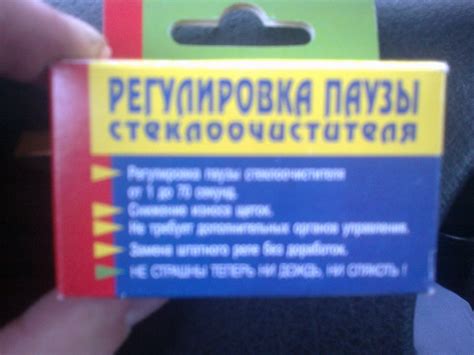 РЕГУЛИРОВКА ПАУЗЫ
СТЕКЛООЧИСТИТЕЛЯ
Регулировка паузы стеклоочистителя
от 1 до 70 секунд.
Снижение износа щеток.
Не требует дополнительных органов управления.
Замена штатного реле без доработок.
НЕ СТРАШНЫ ТЕПЕРЬ НИ ДОЖДЬ, НИ СЛЯКОТЬ !